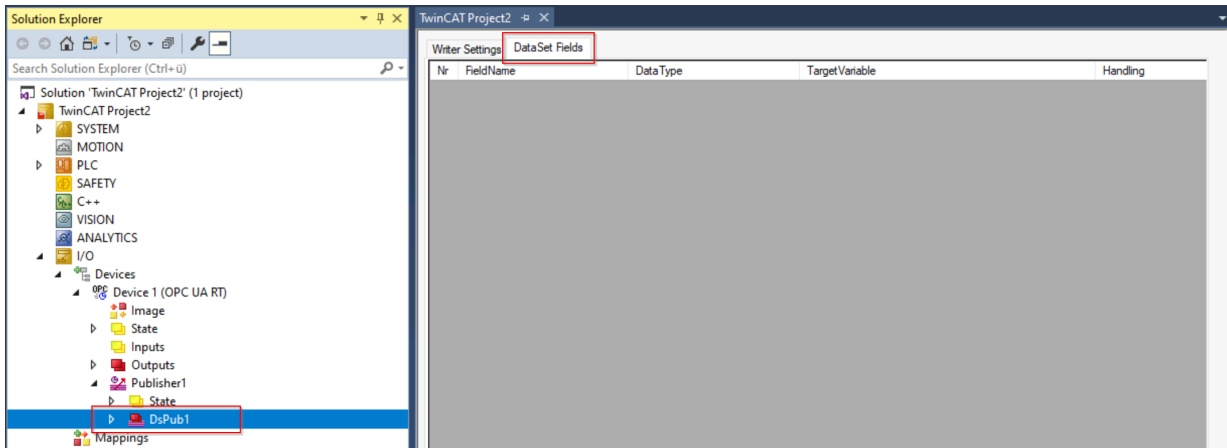 Solution Explorer
Search Solution Explorer (Ctrl+ü)
Solution 'TwinCAT Project2' (1 project)
TwinCAT Project2
SYSTEM
MOTION
PLC
SAFETY
C++
VISION
ANALYTICS
I/O
Devices
Device 1 (OPC UA RT)
Image
State
Inputs
Outputs
Publisher1
State
DsPub1
Mappings
TwinCAT Project2
Writer Settings DataSet Fields
Nr FieldName DataType TargetVariable Handling